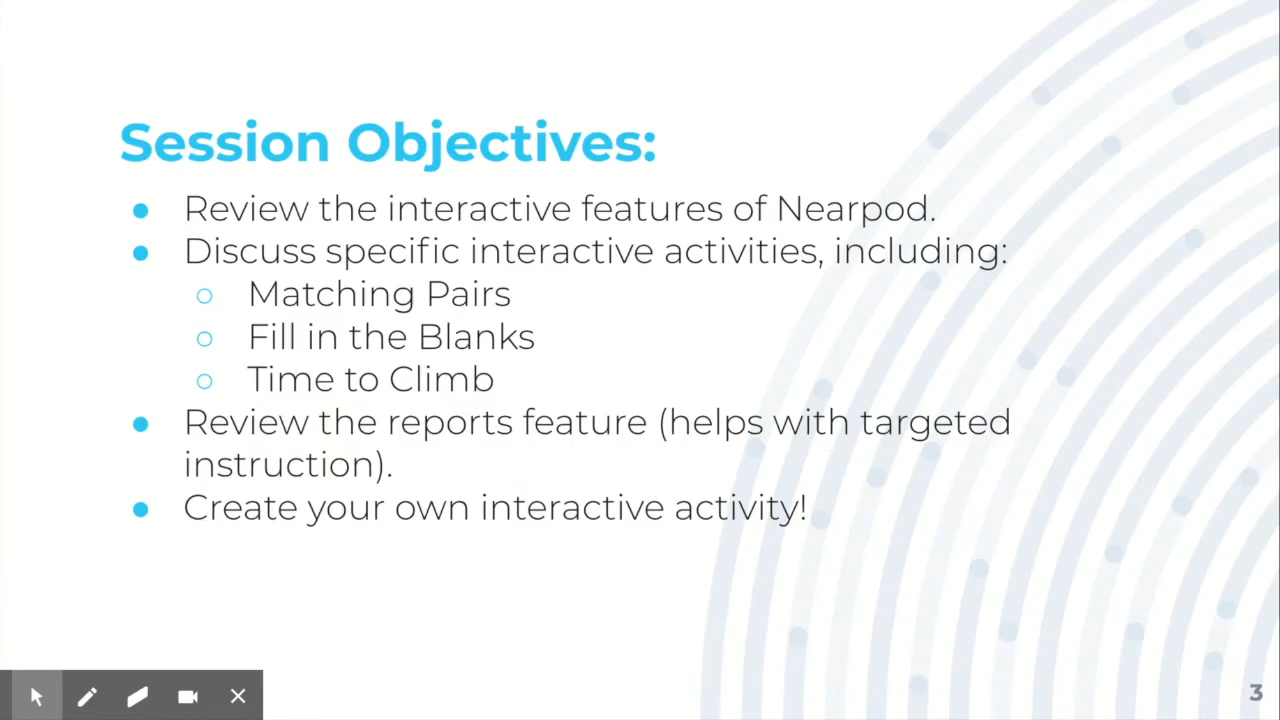 Session Objectives:
● Review the interactive features of Nearpod.
● Discuss specific interactive activities, including:
○ Matching Pairs
○ Fill in the Blanks
○ Time to Climb
● Review the reports feature (helps with targeted
instruction).
● Create your own interactive activity!
3